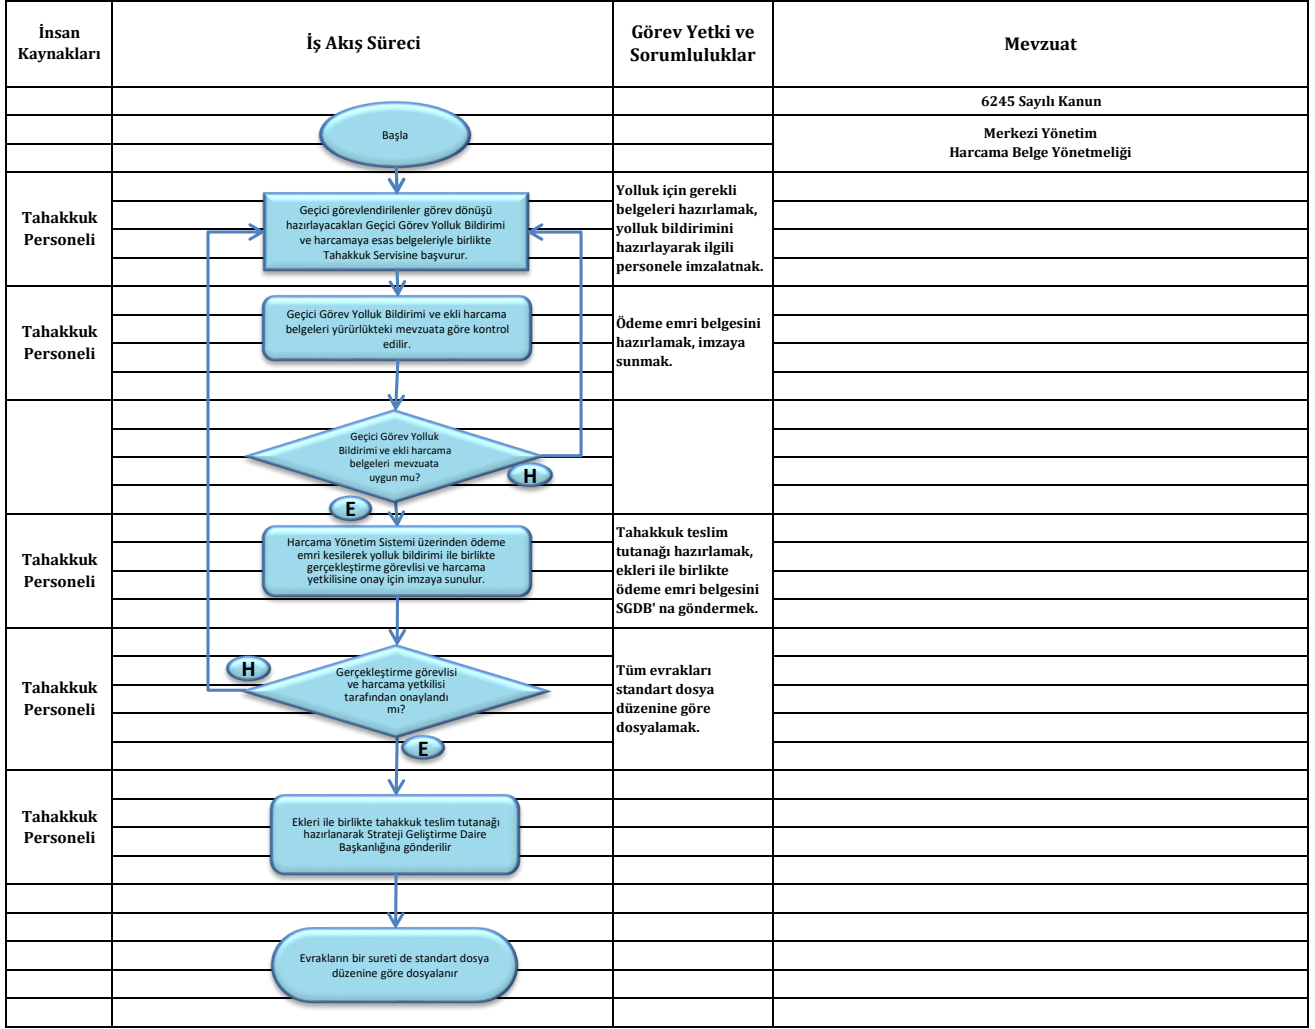 İnsan
Kaynakları
İş Akış Süreci
Görev Yetki ve
Sorumluluklar
Mevzuat
6245 Sayılı Kanun
Başla
Merkezi Yönetim
Harcama Belge Yönetmeliği
Tahakkuk
Personeli
Geçici görevlendirilenler görev dönüşü
hazırlayacakları Geçici Görev Yolluk Bildirimi
ve harcamaya esas belgeleriyle birlikte
Tahakkuk Servisine başvurur.
Yolluk için gerekli
belgeleri hazırlamak,
yolluk bildirimini
hazırlayarak ilgili
personele imzalatnak.
Tahakkuk
Personeli
Geçici Görev Yolluk Bildirimi ve ekli harcama
belgeleri yürürlükteki mevzuata göre kontrol
edilir.
Ödeme emri belgesini
hazırlamak, imzaya
sunmak.
Geçici Görev Yolluk
Bildirimi ve ekli harcama
belgeleri mevzuata
uygun mu?
H
E
Tahakkuk
Personeli
Harcama Yönetim Sistemi üzerinden ödeme
emri kesilerek yolluk bildirimi ile birlikte
gerçekleştirme görevlisi ve harcama
yetkilisine onay için imzaya sunulur.
Tahakkuk teslim
tutanağı hazırlamak,
ekleri ile birlikte
ödeme emri belgesini
SGDB' na göndermek.
Tahakkuk
Personeli
H
Gerçekleştirme görevlisi
ve harcama yetkilisi
tarafından onaylandı
mı?
E
Tüm evrakları
standart dosya
düzenine göre
dosyalamak.
Tahakkuk
Personeli
Ekleri ile birlikte tahakkuk teslim tutanağı
hazırlanarak Strateji Geliştirme Daire
Başkanlığına gönderilir
Evrakların bir sureti de standart dosya
düzenine göre dosyalanır